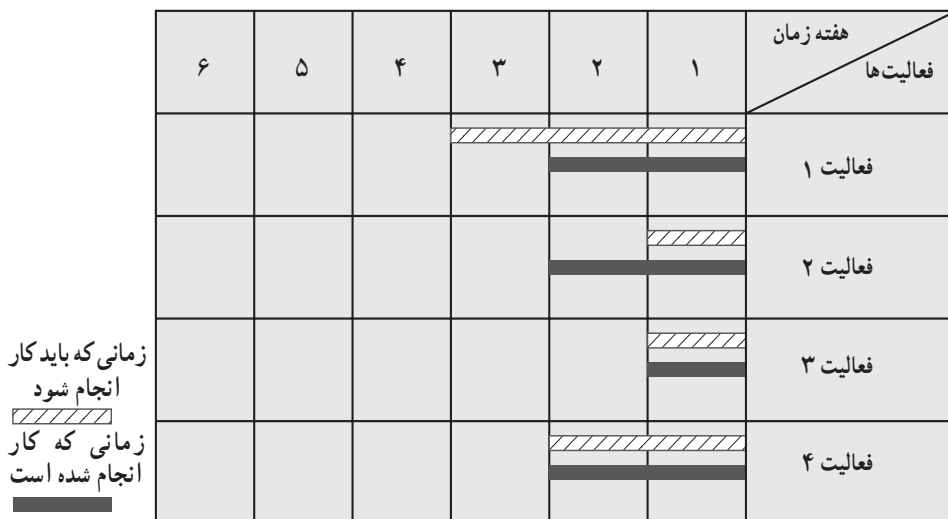 هفته زمان
فعالیت‌ها
۱ ۲ ۳ ۴ ۵ ۶
فعالیت ۱
فعالیت ۲
فعالیت ۳
فعالیت ۴
زمانی که باید کار
انجام شود
زمانی که کار
انجام شده است